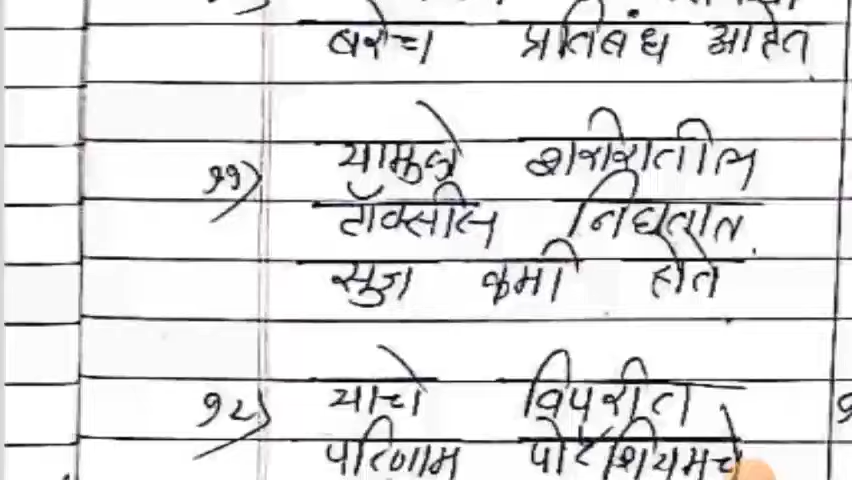 बरेच प्रतिबंध आहेत
११) यामुळे शरीरातील
टॉक्सील निघतात.
सुज कमी होते
१२) याचे विपरीत
परिणाम पोटॅशियमचे